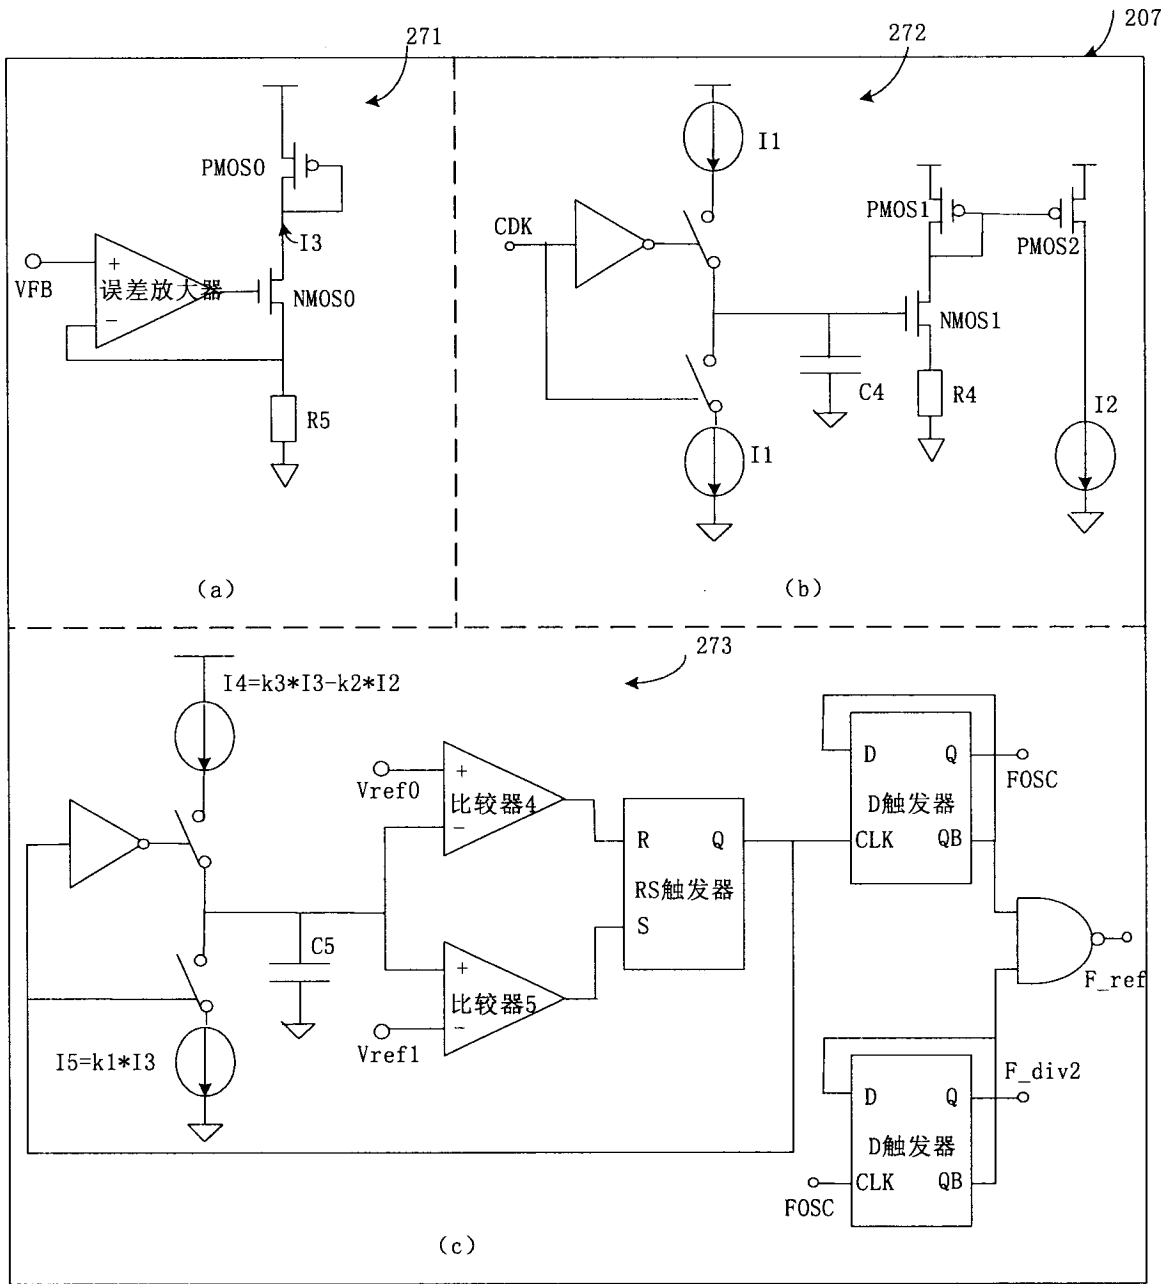 207
271
272
PMOS0
I3
VFB
+
误差放大器
−
NMOS0
R5
(a)
I1
CDK
PMOS1
PMOS2
NMOS1
C4
R4
I2
I1
(b)
273
I4=k3*I3-k2*I2
Vref0
+
比较器4
−
R
Q
RS触发器
S
C5
+
比较器5
−
Vref1
I5=k1*I3
D
Q
FOSC
D触发器
CLK
QB
F_ref
D
Q
F_div2
D触发器
CLK
QB
FOSC
(c)